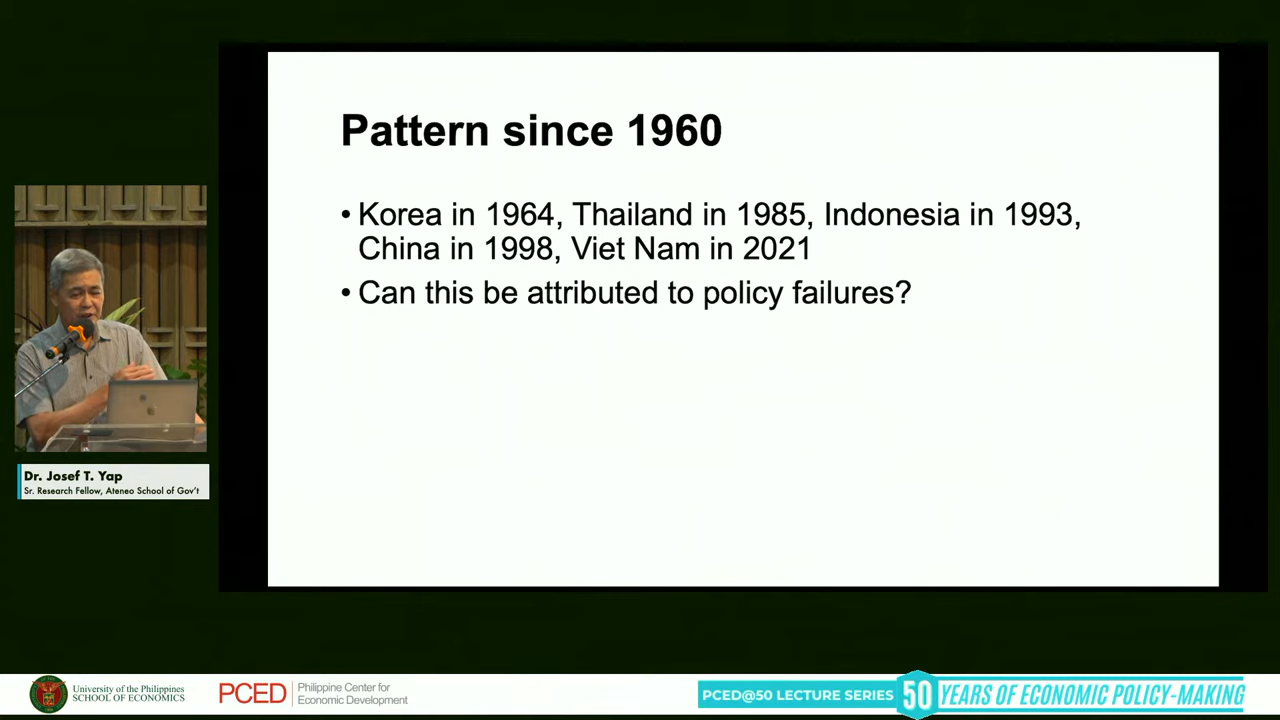 Pattern since 1960
• Korea in 1964, Thailand in 1985, Indonesia in 1993,
China in 1998, Viet Nam in 2021
• Can this be attributed to policy failures?
Dr. Josef T. Yap
Sr. Research Fellow, Ateneo School of Gov't
University of the Philippines
SCHOOL OF ECONOMICS
PCED
Philippine Center for
Economic Development
PCED@50 LECTURE SERIES
50 YEARS OF ECONOMIC POLICY-MAKING